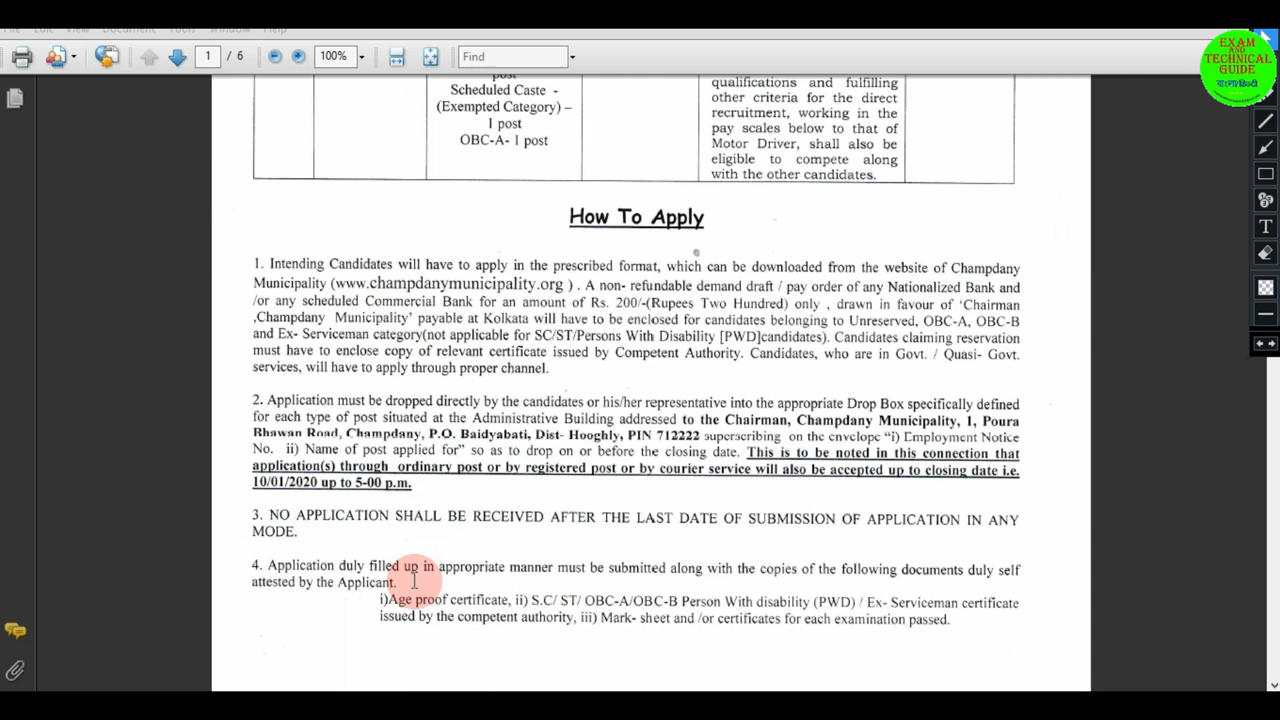 File Edit View Document Tools Window Help
1 / 6
100%
Find
EXAM
AND
TECHNICAL
GUIDE
বাংলা/हिन्दी
post
Scheduled Caste -
(Exempted Category) –
1 post
OBC-A- 1 post
qualifications and fulfilling
other criteria for the direct
recruitment, working in the
pay scales below to that of
Motor Driver, shall also be
eligible to compete along
with the other candidates.
How To Apply
1. Intending Candidates will have to apply in the prescribed format, which can be downloaded from the website of Champdany
Municipality (www.champdanymunicipality.org ) . A non- refundable demand draft / pay order of any Nationalized Bank and
/or any scheduled Commercial Bank for an amount of Rs. 200/-(Rupees Two Hundred) only , drawn in favour of ‘Chairman
,Champdany Municipality’ payable at Kolkata will have to be enclosed for candidates belonging to Unreserved, OBC-A, OBC-B
and Ex- Serviceman category(not applicable for SC/ST/Persons With Disability [PWD]candidates). Candidates claiming reservation
must have to enclose copy of relevant certificate issued by Competent Authority. Candidates, who are in Govt. / Quasi- Govt.
services, will have to apply through proper channel.
2. Application must be dropped directly by the candidates or his/her representative into the appropriate Drop Box specifically defined
for each type of post situated at the Administrative Building addressed to the Chairman, Champdany Municipality, 1, Poura
Bhawan Road, Champdany, P.O. Baidyabati, Dist- Hooghly, PIN 712222 superscribing on the envelope “i) Employment Notice
No. ii) Name of post applied for” so as to drop on or before the closing date. This is to be noted in this connection that
application(s) through ordinary post or by registered post or by courier service will also be accepted up to closing date i.e.
10/01/2020 up to 5-00 p.m.
3. NO APPLICATION SHALL BE RECEIVED AFTER THE LAST DATE OF SUBMISSION OF APPLICATION IN ANY
MODE.
4. Application duly filled up in appropriate manner must be submitted along with the copies of the following documents duly self
attested by the Applicant.
i)Age proof certificate, ii) S.C/ ST/ OBC-A/OBC-B Person With disability (PWD) / Ex- Serviceman certificate
issued by the competent authority, iii) Mark- sheet and /or certificates for each examination passed.